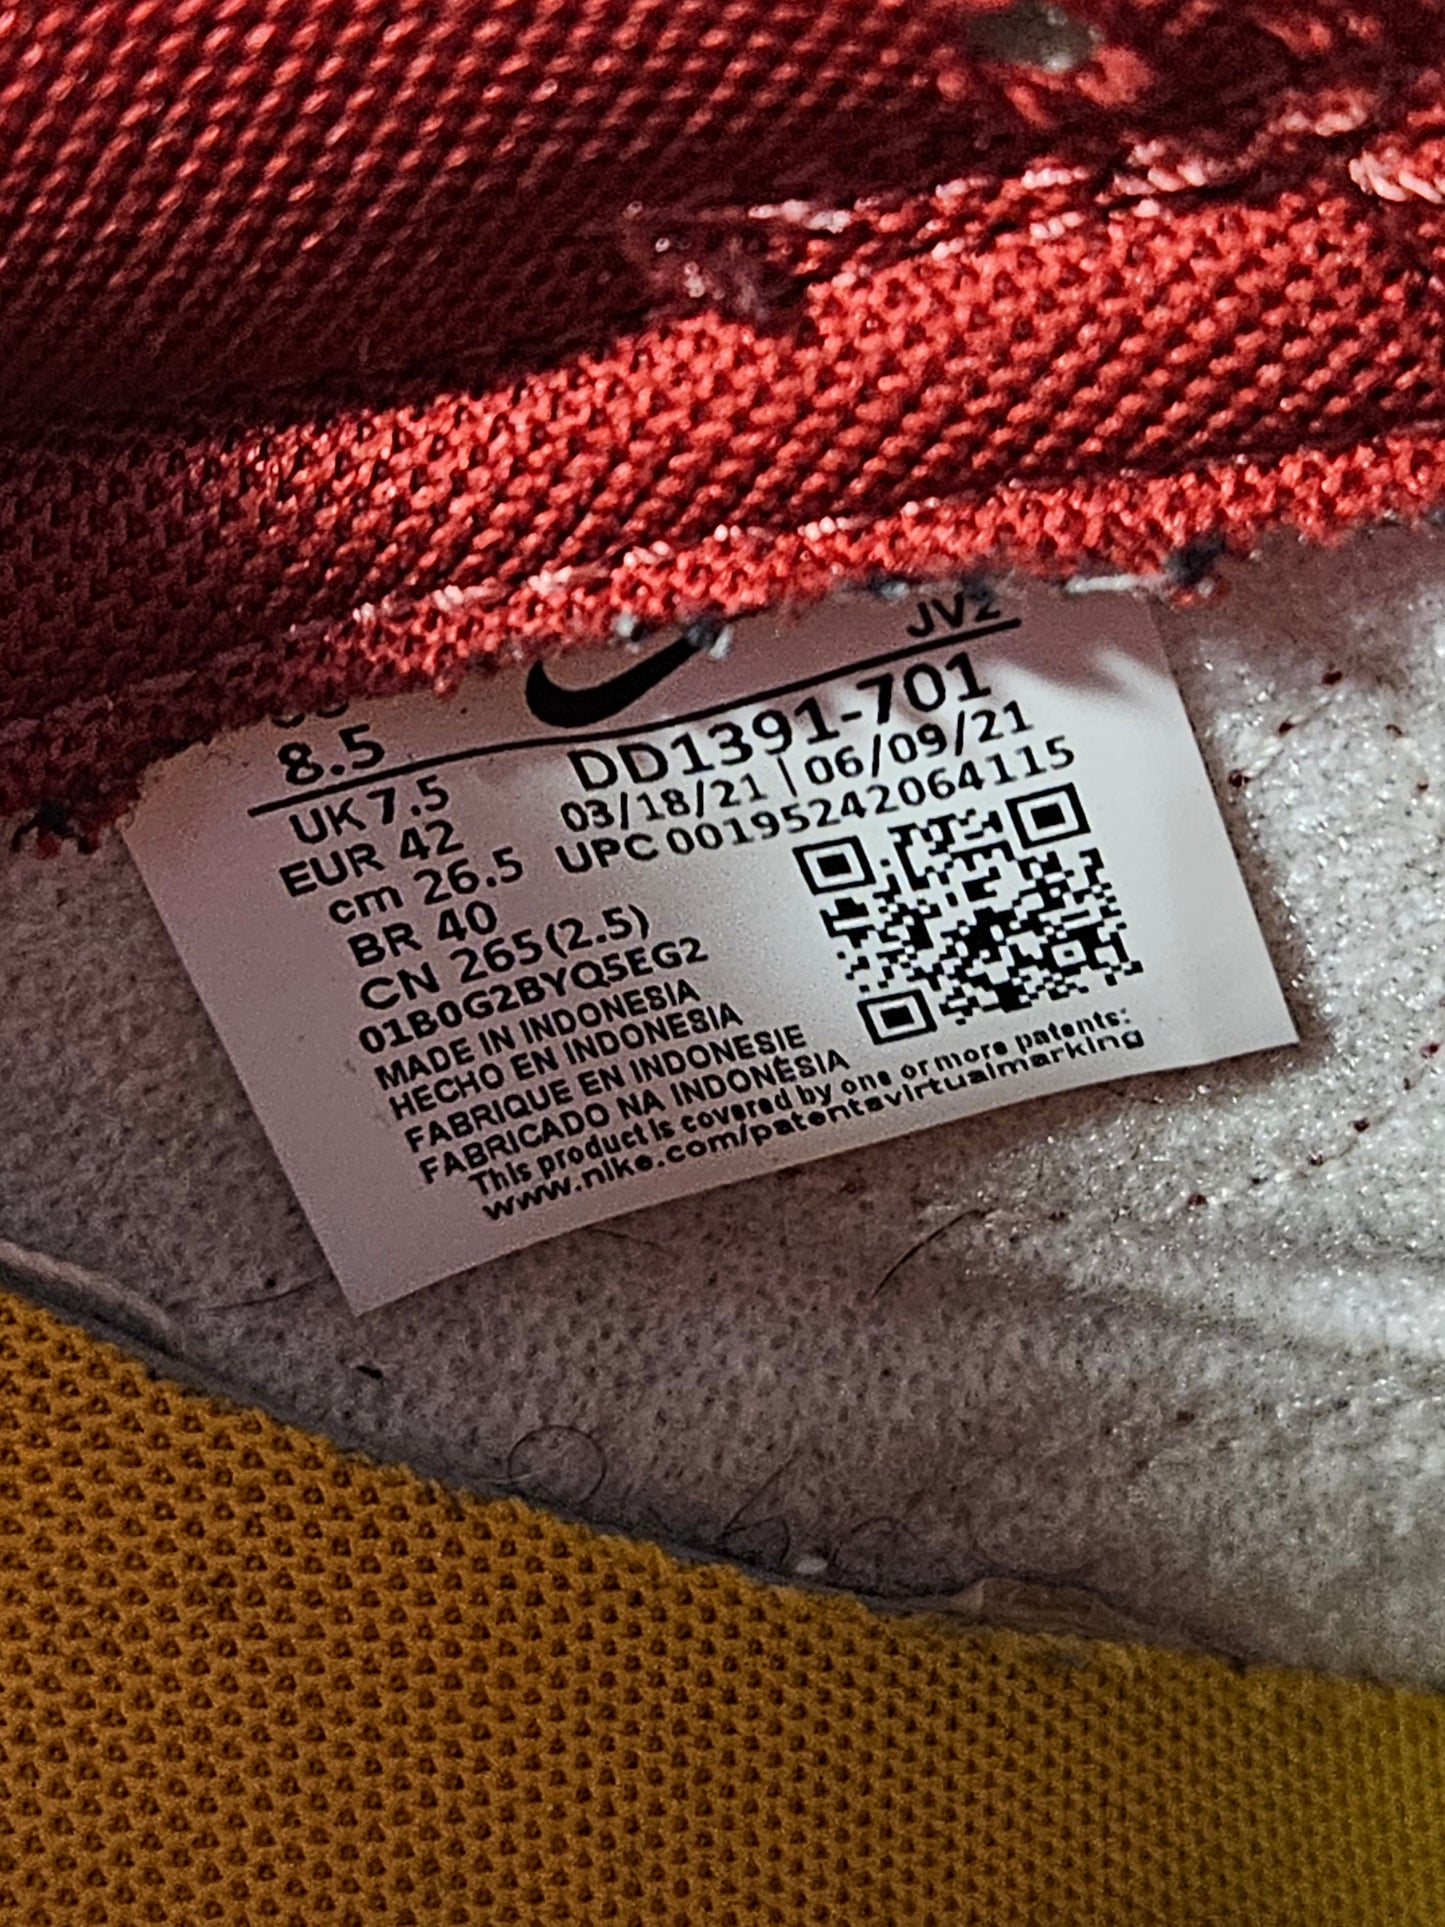 JV2
8.5
DD1391-701
UK 7.5
03/18/21 | 06/09/21
EUR 42
UPC 00195242064115
cm 26.5
BR 40
CN 265(2.5)
01B0G2BYQ5EG2
MADE IN INDONESIA
HECHO EN INDONESIA
FABRIQUE EN INDONESIE
FABRICADO NA INDONÉSIA
This product is covered by one or more patents:
www.nike.com/patentsvirtualmarking